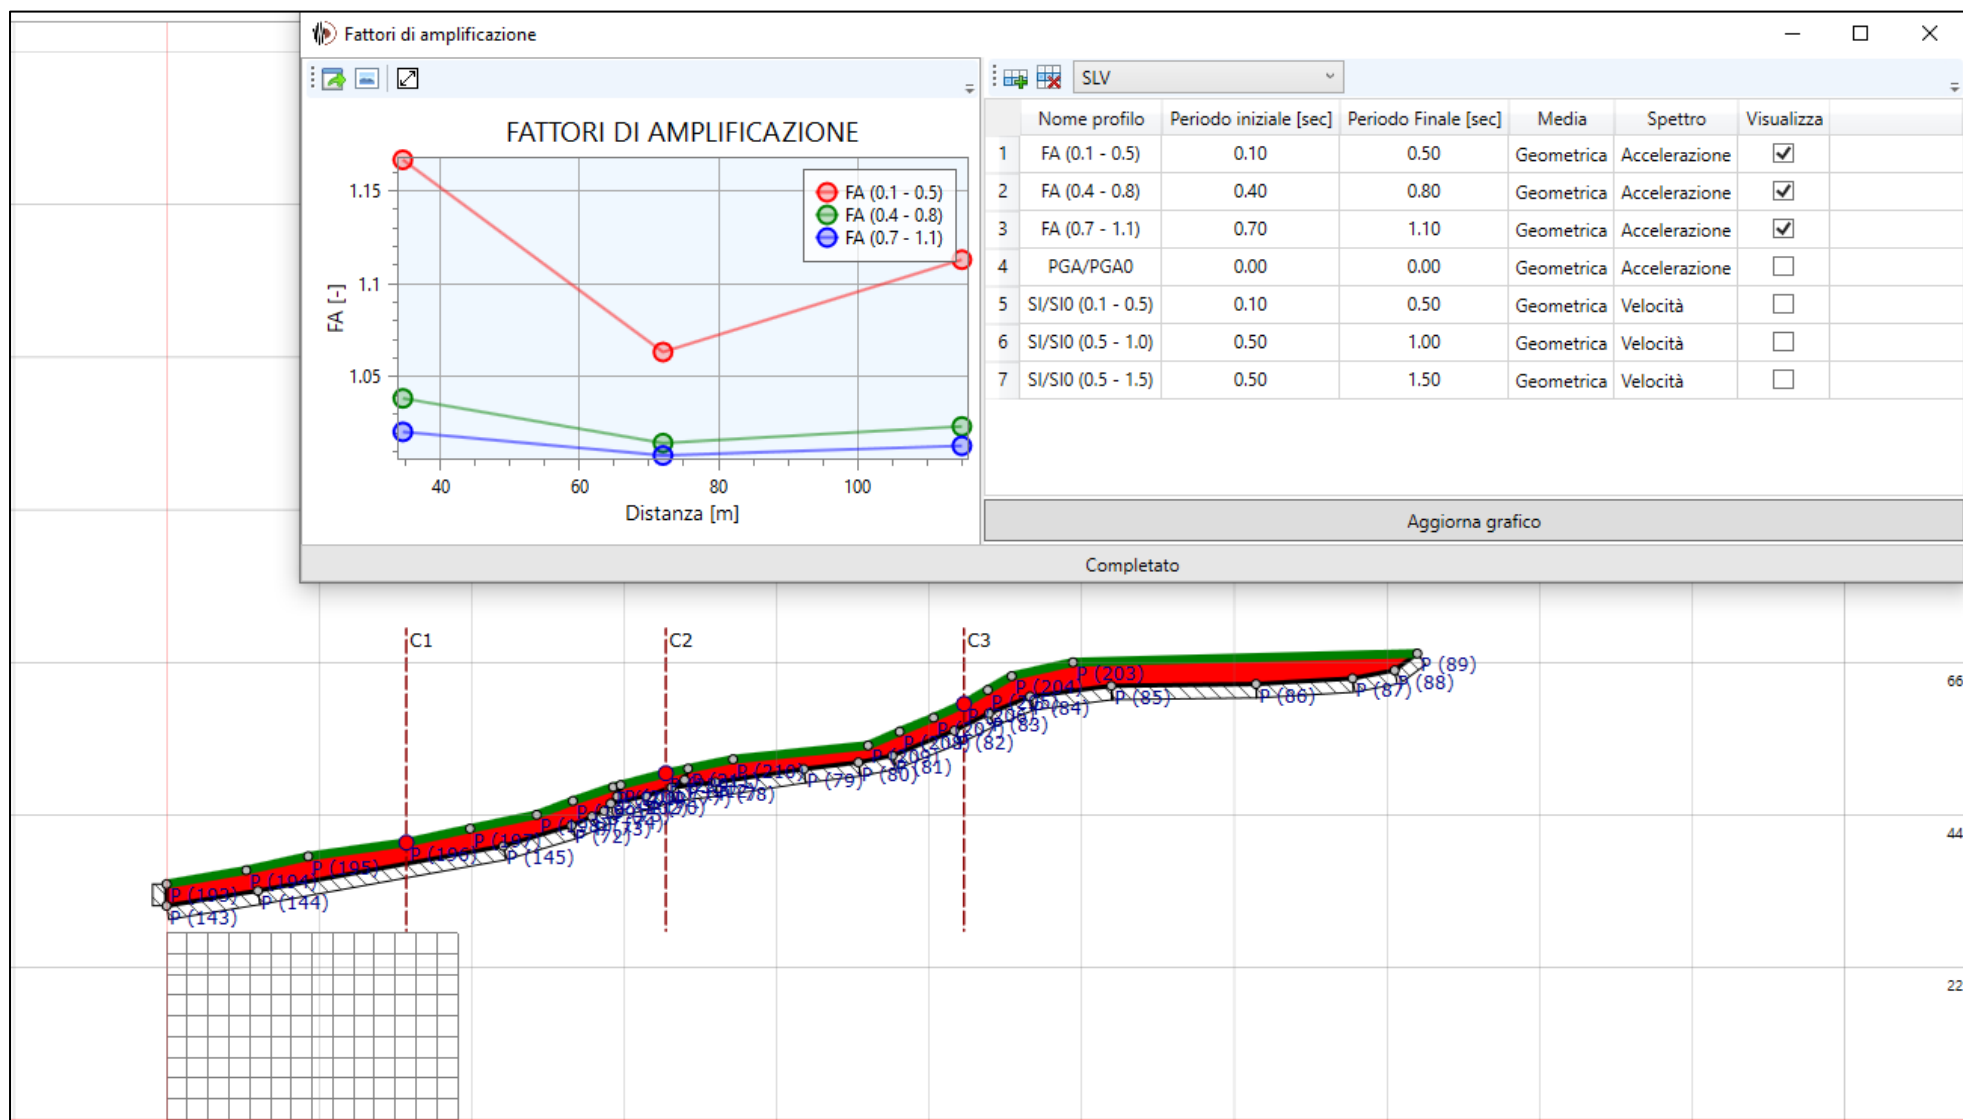 Fattori di amplificazione
SLV
FATTORI DI AMPLIFICAZIONE
FA [-]
1.15
1.1
1.05
FA (0.1 - 0.5)
FA (0.4 - 0.8)
FA (0.7 - 1.1)
40 60 80 100
Distanza [m]
Nome profilo Periodo iniziale [sec] Periodo Finale [sec] Media Spettro Visualizza
1 FA (0.1 - 0.5) 0.10 0.50 Geometrica Accelerazione
2 FA (0.4 - 0.8) 0.40 0.80 Geometrica Accelerazione
3 FA (0.7 - 1.1) 0.70 1.10 Geometrica Accelerazione
4 PGA/PGA0 0.00 0.00 Geometrica Accelerazione
5 SI/SI0 (0.1 - 0.5) 0.10 0.50 Geometrica Velocità
6 SI/SI0 (0.5 - 1.0) 0.50 1.00 Geometrica Velocità
7 SI/SI0 (0.5 - 1.5) 0.50 1.50 Geometrica Velocità
Aggiorna grafico
Completato
C1
C2
C3
P (89)
P (203)
P (88)
P (204)
P (87)
P (86)
P (85)
P (84)
P (83)
P (82)
P (81)
P (80)
P (79)
P (78)
P (72)
P (145)
P (197)
P (196)
P (195)
P (194)
P (193)
P (144)
P (143)
66
44
22